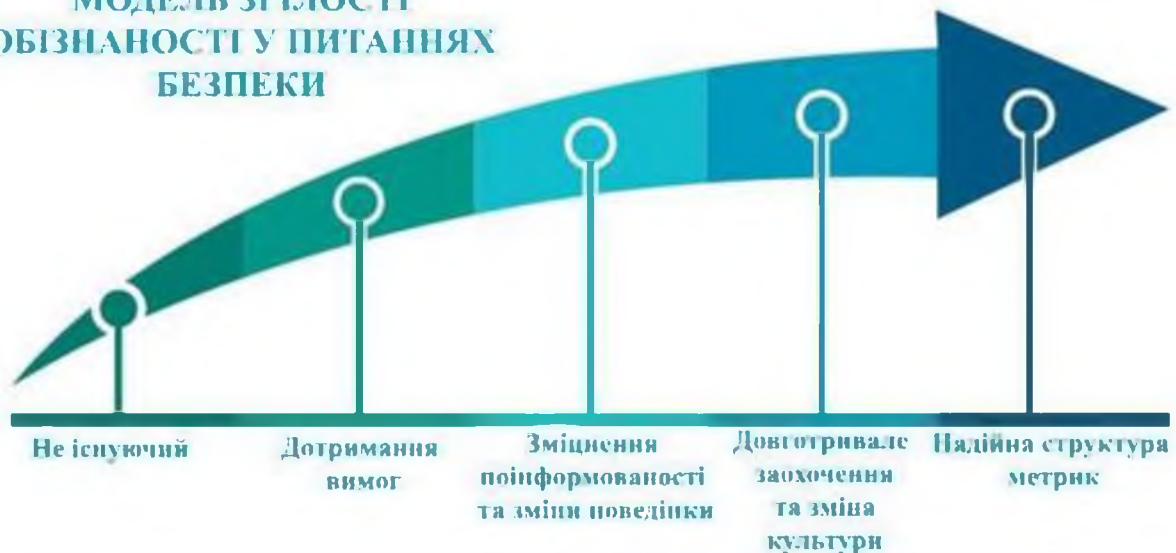 МОДЕЛЬ ЗРІЛОСТІ
ОБІЗНАНОСТІ У ПИТАННЯХ
БЕЗПЕКИ
Не існуючий
Дотримання
вимог
Зміцнення
поінформованості
та зміни поведінки
Довготривале
заохочення
та зміна
культури
Надійна структура
метрик